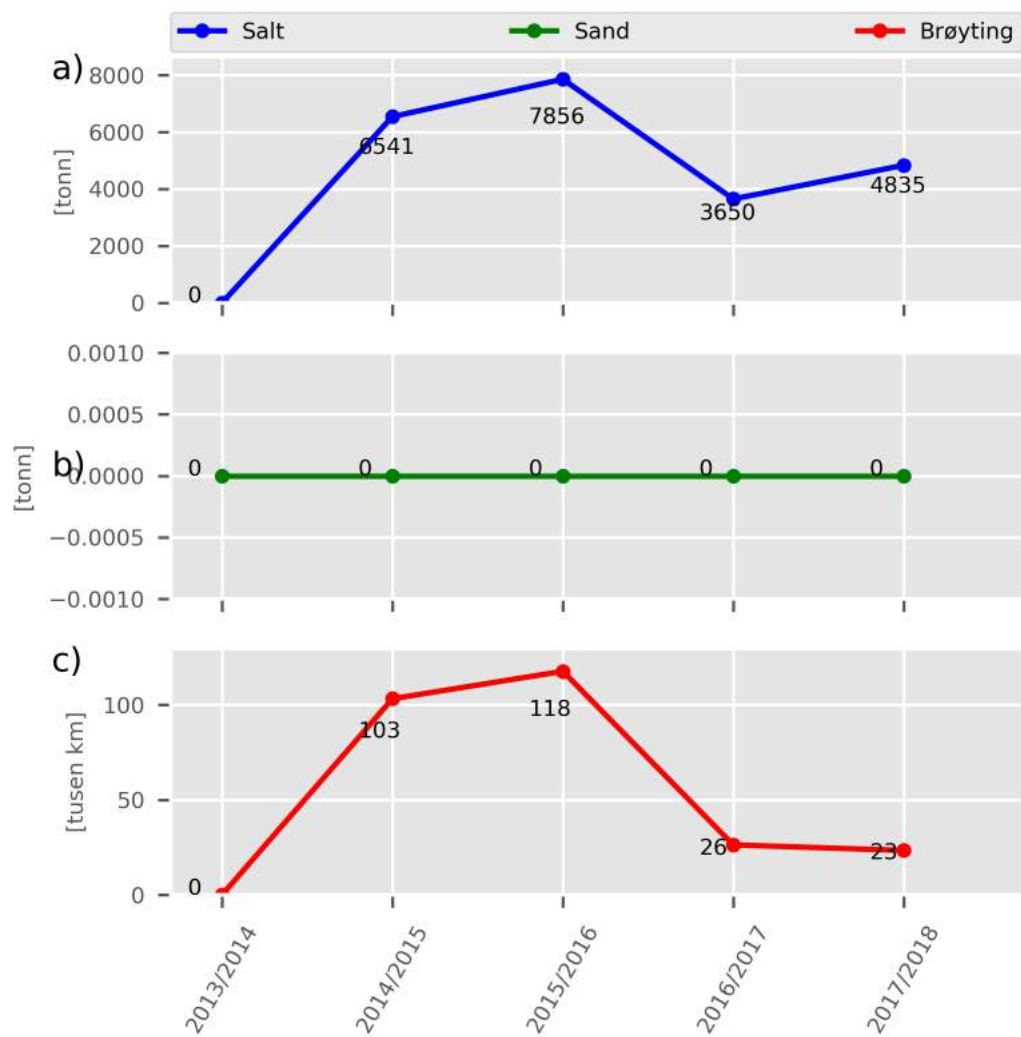 Salt Sand Brøyting
a)
8000
6000
4000
2000
0
[tonn]
0 6541 7856 3650 4835
b)
0.0010
0.0005
0.0000
−0.0005
−0.0010
[tonn]
0 0 0 0 0
c)
100
50
0
[tusen km]
0 103 118 26 23
2013/2014 2014/2015 2015/2016 2016/2017 2017/2018